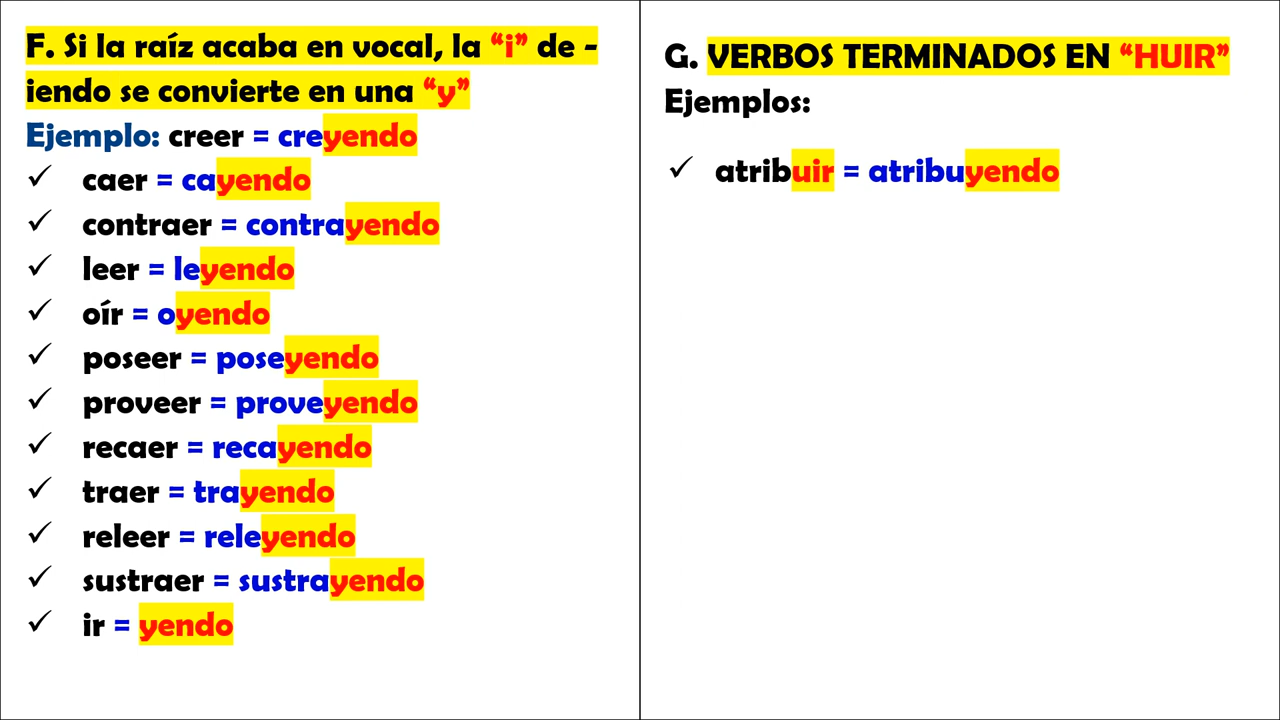 F. Si la raíz acaba en vocal, la “i” de -
iendo se convierte en una “y”
Ejemplo: creer = creyendo
✓ caer = cayendo
✓ contraer = contrayendo
✓ leer = leyendo
✓ oír = oyendo
✓ poseer = poseyendo
✓ proveer = proveyendo
✓ recaer = recayendo
✓ traer = trayendo
✓ releer = releyendo
✓ sustraer = sustrayendo
✓ ir = yendo
G. VERBOS TERMINADOS EN “HUIR”
Ejemplos:
✓ atribuir = atribuyendo